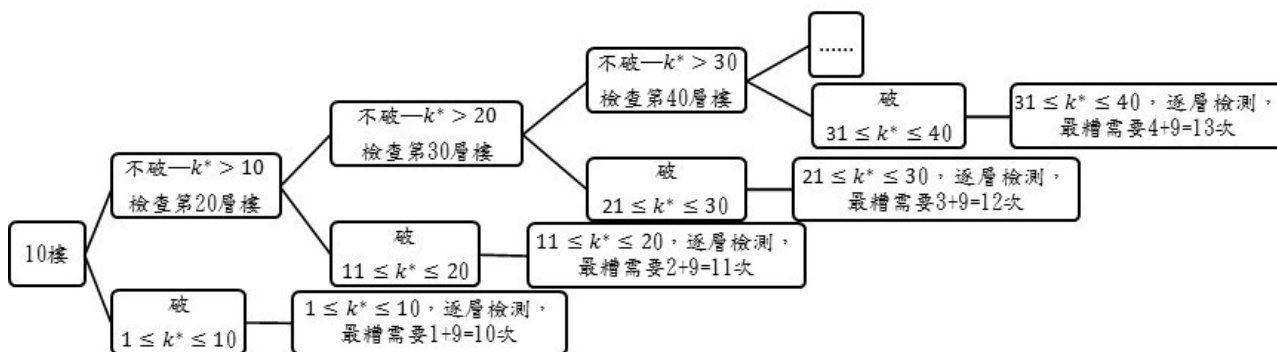 10樓
不破—k* > 10
檢查第20層樓
破
1 ≤ k* ≤ 10
1 ≤ k* ≤ 10，逐層檢測，
最糟需要1+9=10次
不破—k* > 20
檢查第30層樓
破
11 ≤ k* ≤ 20
11 ≤ k* ≤ 20，逐層檢測，
最糟需要2+9=11次
不破—k* > 30
檢查第40層樓
破
21 ≤ k* ≤ 30
21 ≤ k* ≤ 30，逐層檢測，
最糟需要3+9=12次
......
破
31 ≤ k* ≤ 40
31 ≤ k* ≤ 40，逐層檢測，
最糟需要4+9=13次